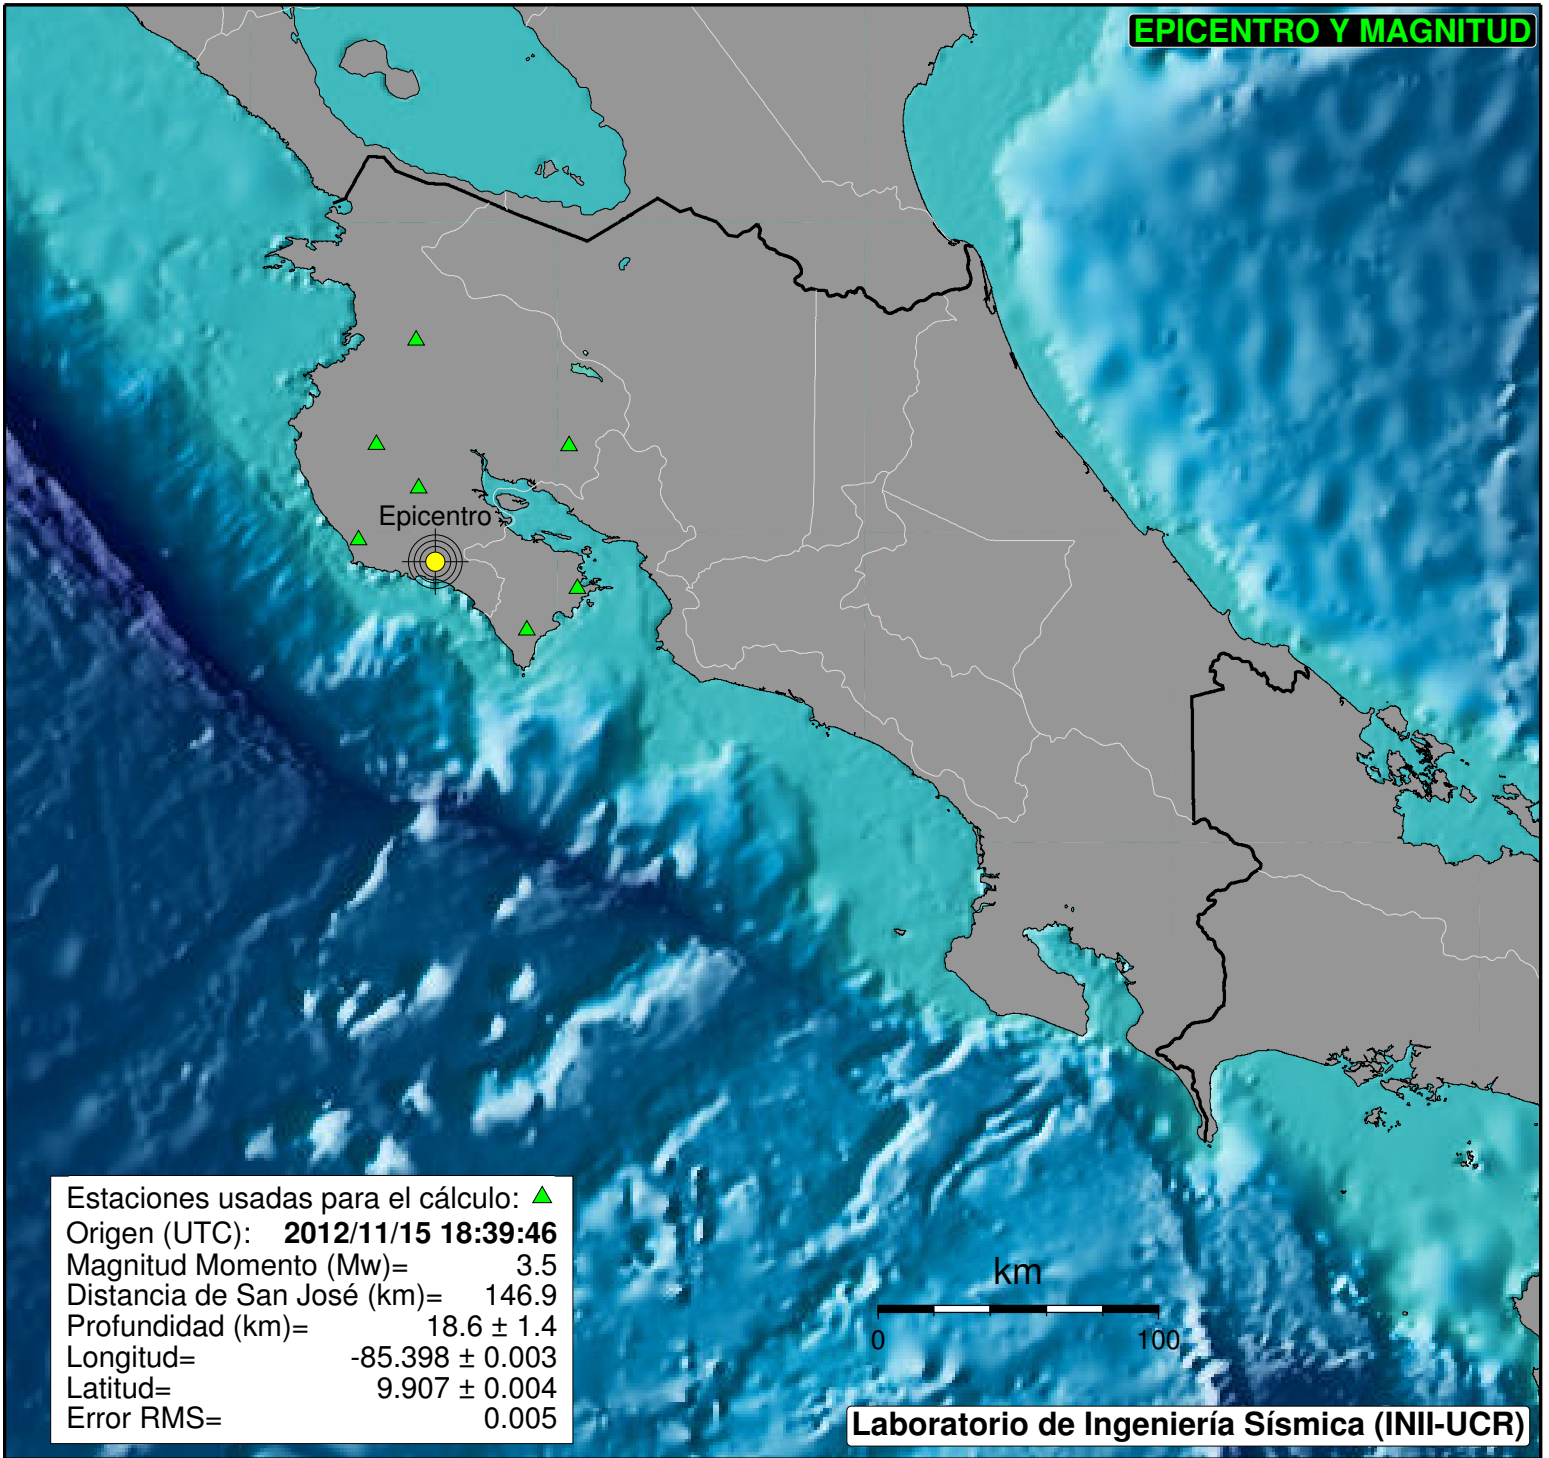 EPICENTRO Y MAGNITUD
Epicentro
Estaciones usadas para el cálculo:
Origen (UTC): 2012/11/15 18:39:46
Magnitud Momento (Mw)= 3.5
Distancia de San José (km)= 146.9
Profundidad (km)= 18.6 ± 1.4
Longitud= -85.398 ± 0.003
Latitud= 9.907 ± 0.004
Error RMS= 0.005
km
0 100
Laboratorio de Ingeniería Sísmica (INII-UCR)